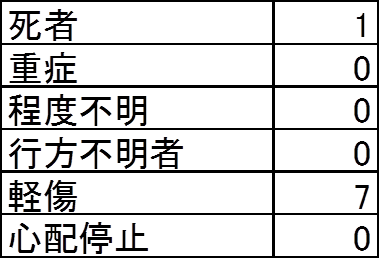 死者 1
重症 0
程度不明 0
行方不明者 0
軽傷 7
心配停止 0